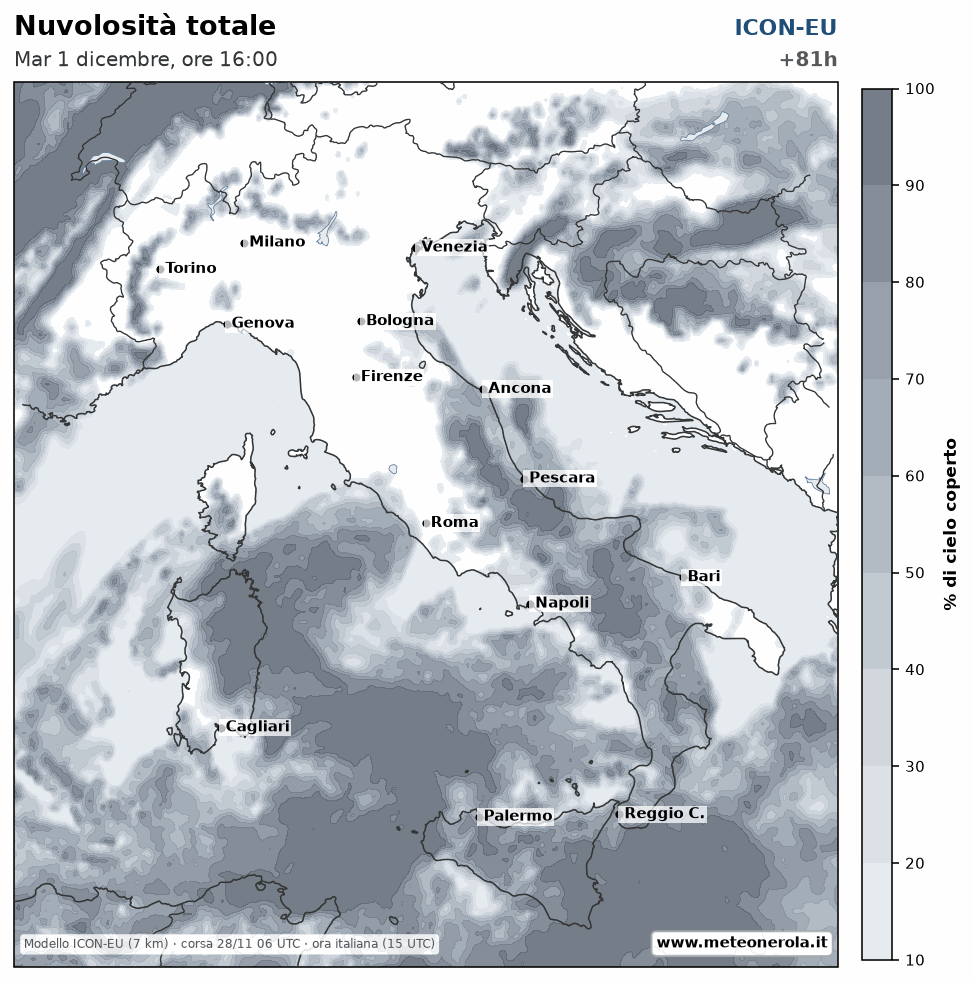 Nuvolosità totale
ICON-EU
Mar 1 dicembre, ore 16:00
+81h
100
90
80
70
60
50
40
30
20
10
% di cielo coperto
Milano
Venezia
Torino
Genova
Bologna
Firenze
Ancona
Pescara
Roma
Bari
Napoli
Cagliari
Palermo
Reggio C.
Modello ICON-EU (7 km) · corsa 28/11 06 UTC · ora italiana (15 UTC)
www.meteonerola.it